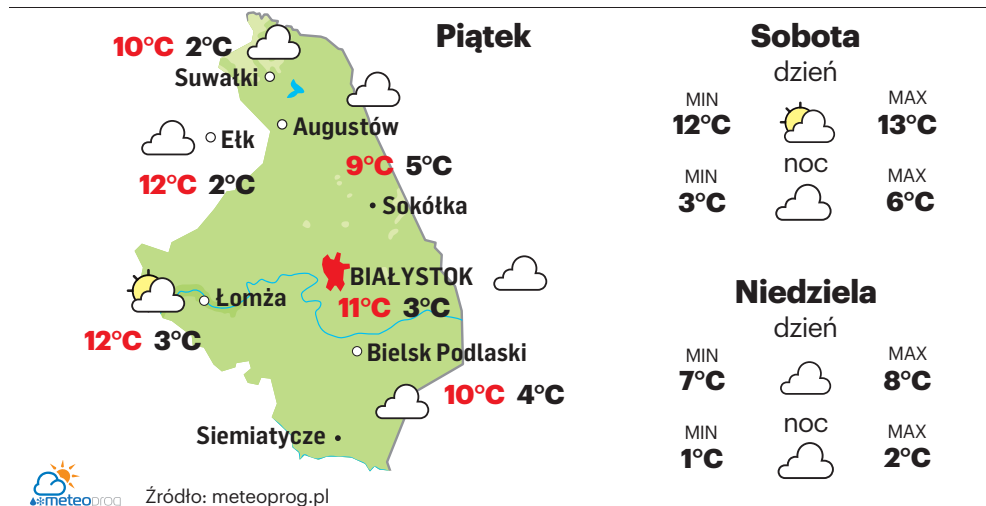 Piątek
10°C 2°C
Suwałki
Augustów
Ełk
12°C 2°C
9°C 5°C
Sokółka
BIAŁYSTOK
11°C 3°C
Łomża
12°C 3°C
Bielsk Podlaski
10°C 4°C
Siemiatycze
meteoprog
Źródło: meteoprog.pl
Sobota
dzień
MIN MAX
12°C 13°C
noc
MIN MAX
3°C 6°C
Niedziela
dzień
MIN MAX
7°C 8°C
noc
MIN MAX
1°C 2°C